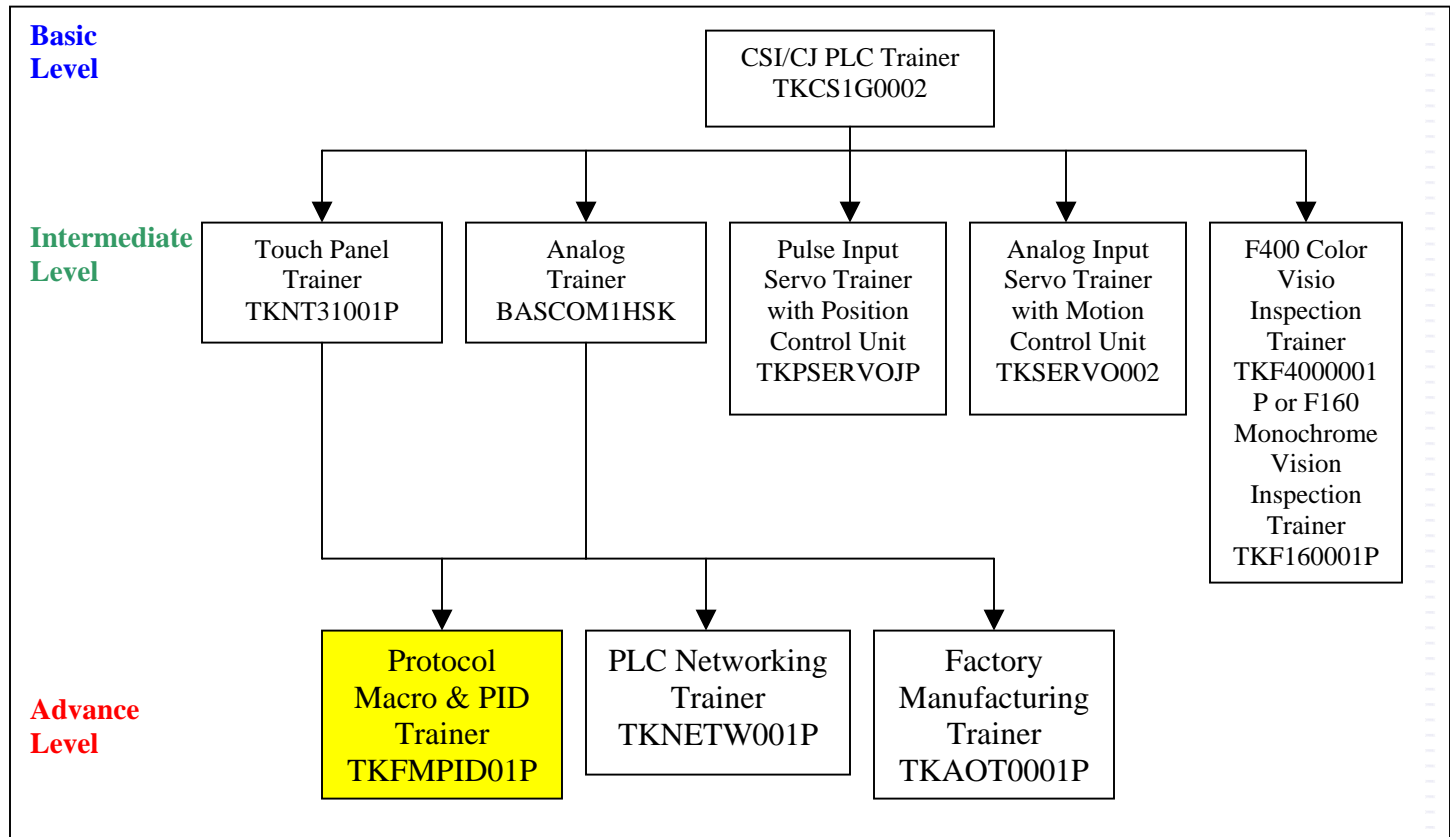 Basic
Level
CSI/CJ PLC Trainer
TKCS1G0002
Intermediate
Level
Touch Panel
Trainer
TKNT31001P
Analog
Trainer
BASCOM1HSK
Pulse Input
Servo Trainer
with Position
Control Unit
TKPSERVOJP
Analog Input
Servo Trainer
with Motion
Control Unit
TKSERVO002
F400 Color
Visio
Inspection
Trainer
TKF4000001
P or F160
Monochrome
Vision
Inspection
Trainer
TKF160001P
Advance
Level
Protocol
Macro & PID
Trainer
TKFMPID01P
PLC Networking
Trainer
TKNETW001P
Factory
Manufacturing
Trainer
TKAOT0001P